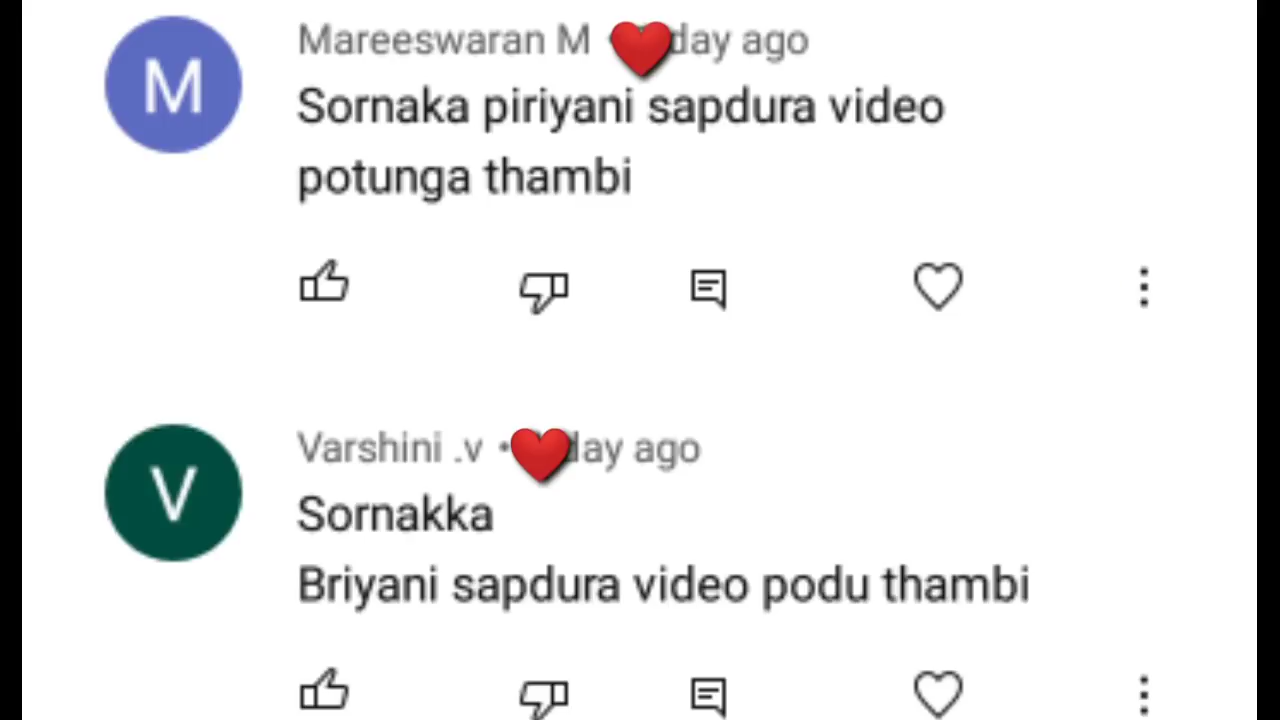 M
Mareeswaran M day ago
Sornaka piriyani sapdura video
potunga thambi
V
Varshini .v • day ago
Sornakka
Briyani sapdura video podu thambi